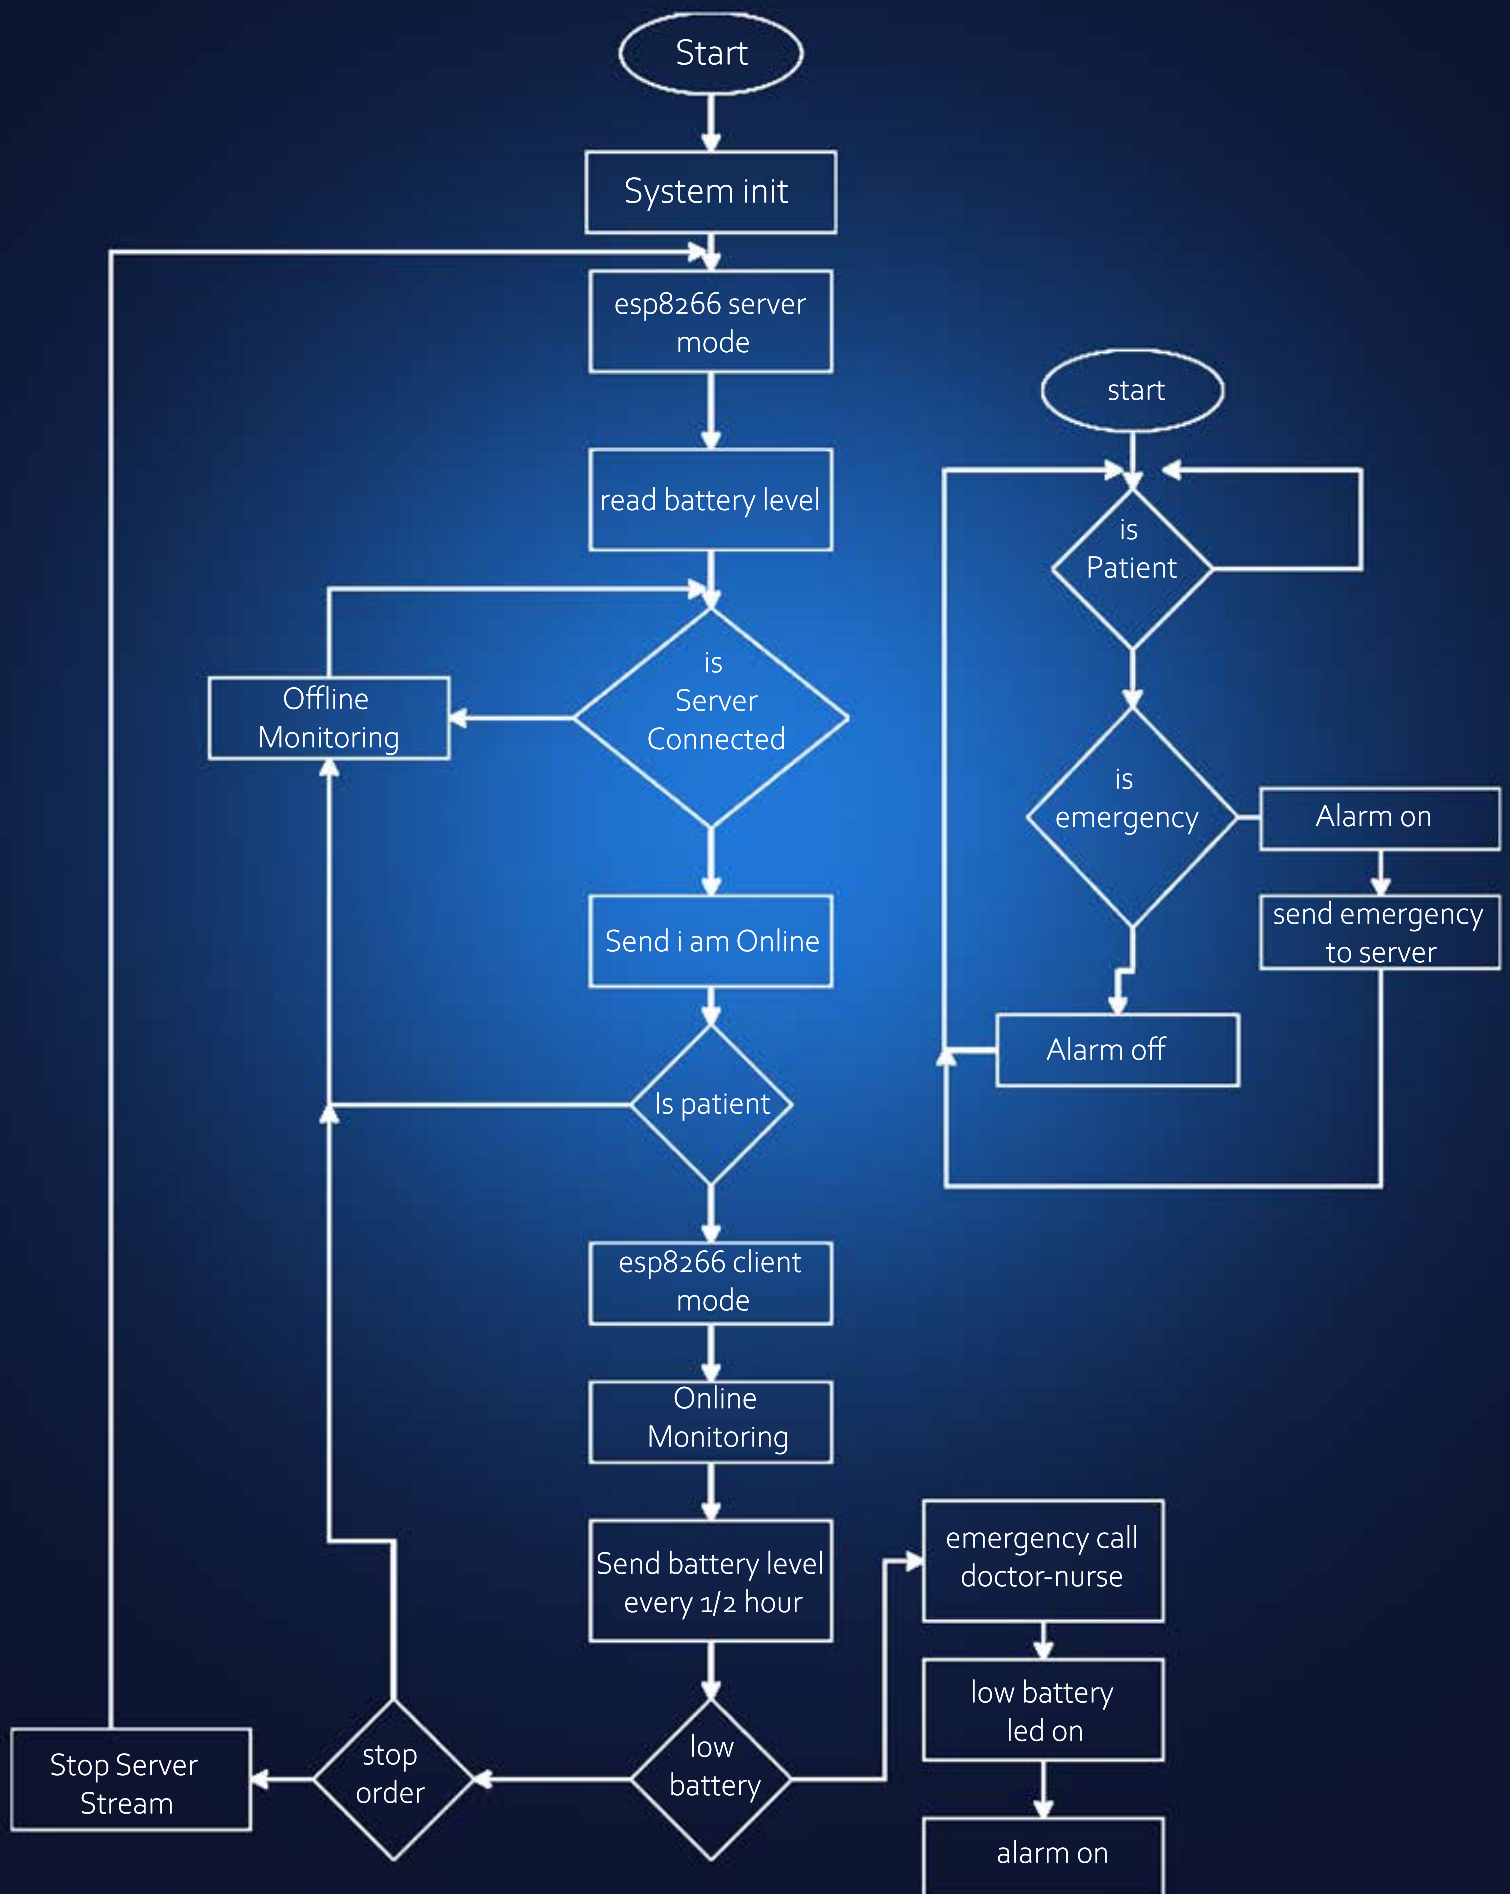 Start
System init
esp8266 server
mode
read battery level
is
Server
Connected
Offline
Monitoring
Send i am Online
Is patient
esp8266 client
mode
Online
Monitoring
Send battery level
every 1/2 hour
low
battery
stop
order
Stop Server
Stream
emergency call
doctor-nurse
low battery
led on
alarm on
start
is
Patient
is
emergency
Alarm on
send emergency
to server
Alarm off